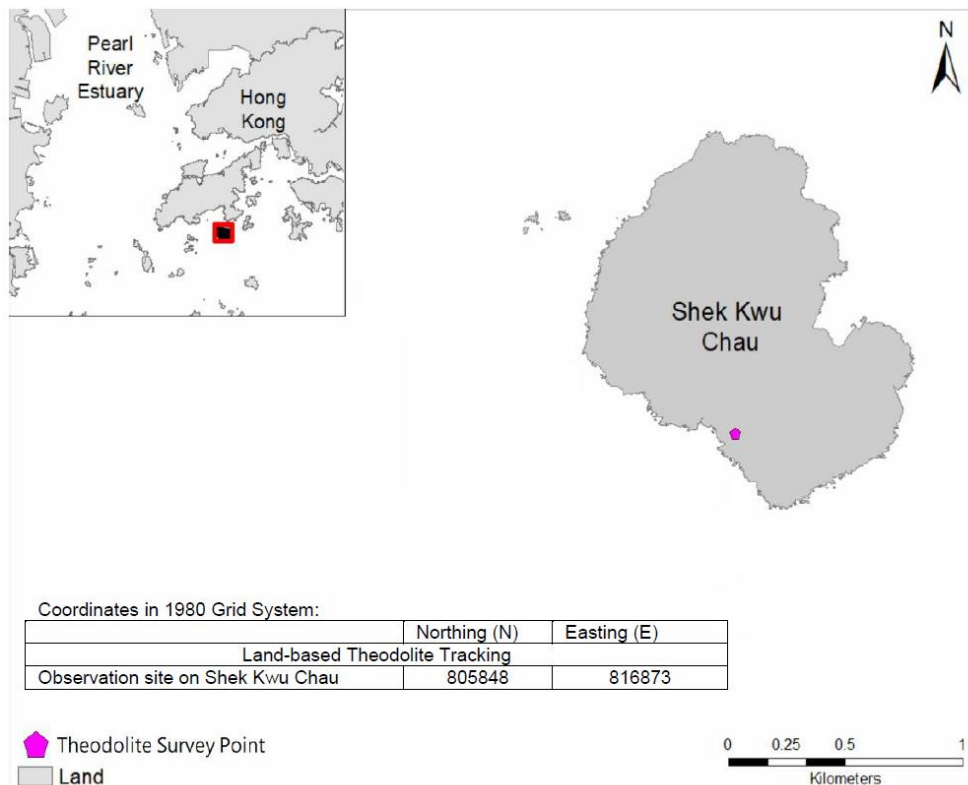 Pearl
River
Estuary
Hong
Kong
N
Shek Kwu
Chau
Coordinates in 1980 Grid System:
Northing (N) Easting (E)
Land-based Theodolite Tracking
Observation site on Shek Kwu Chau 805848 816873
Theodolite Survey Point
Land
0 0.25 0.5 1
Kilometers